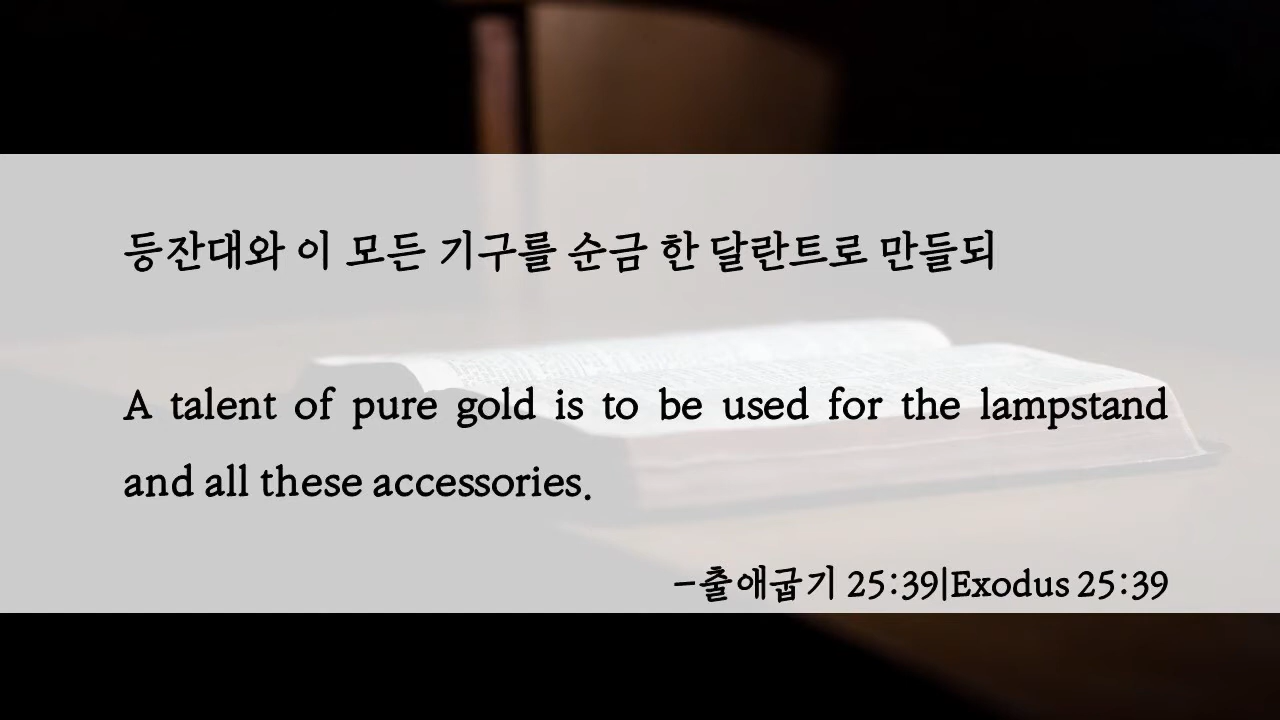 등잔대와 이 모든 기구를 순금 한 달란트로 만들되
A talent of pure gold is to be used for the lampstand
and all these accessories.
-출애굽기 25:39|Exodus 25:39